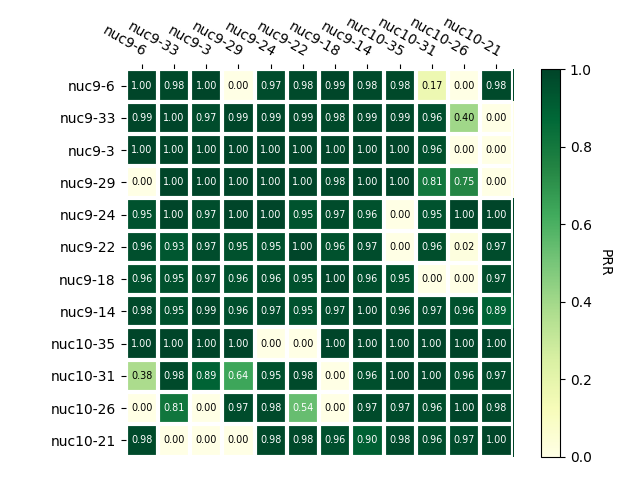 nuc9-6 nuc9-33 nuc9-3 nuc9-29 nuc9-24 nuc9-22 nuc9-18 nuc9-14 nuc10-35 nuc10-31 nuc10-26 nuc10-21
nuc9-6 1.00 0.98 1.00 0.00 0.97 0.98 0.99 0.98 0.98 0.17 0.00 0.98
nuc9-33 0.99 1.00 0.97 0.99 0.99 0.99 0.98 0.99 0.99 0.96 0.40 0.00
nuc9-3 1.00 1.00 1.00 1.00 1.00 1.00 1.00 1.00 1.00 0.96 0.00 0.00
nuc9-29 0.00 1.00 1.00 1.00 1.00 1.00 0.98 1.00 1.00 0.81 0.75 0.00
nuc9-24 0.95 1.00 0.97 1.00 1.00 0.95 0.97 0.96 0.00 0.95 1.00 1.00
nuc9-22 0.96 0.93 0.97 0.95 0.95 1.00 0.96 0.97 0.00 0.96 0.02 0.97
nuc9-18 0.96 0.95 0.97 0.96 0.96 0.95 1.00 0.96 0.95 0.00 0.00 0.97
nuc9-14 0.98 0.95 0.99 0.96 0.97 0.95 0.97 1.00 0.96 0.97 0.96 0.89
nuc10-35 1.00 1.00 1.00 1.00 0.00 0.00 1.00 1.00 1.00 1.00 1.00 1.00
nuc10-31 0.38 0.98 0.89 0.64 0.95 0.98 0.00 0.96 1.00 1.00 0.96 0.97
nuc10-26 0.00 0.81 0.00 0.97 0.98 0.54 0.00 0.97 0.97 0.96 1.00 0.98
nuc10-21 0.98 0.00 0.00 0.00 0.98 0.98 0.96 0.90 0.98 0.96 0.97 1.00
1.0
0.8
0.6
0.4
0.2
0.0
PRR